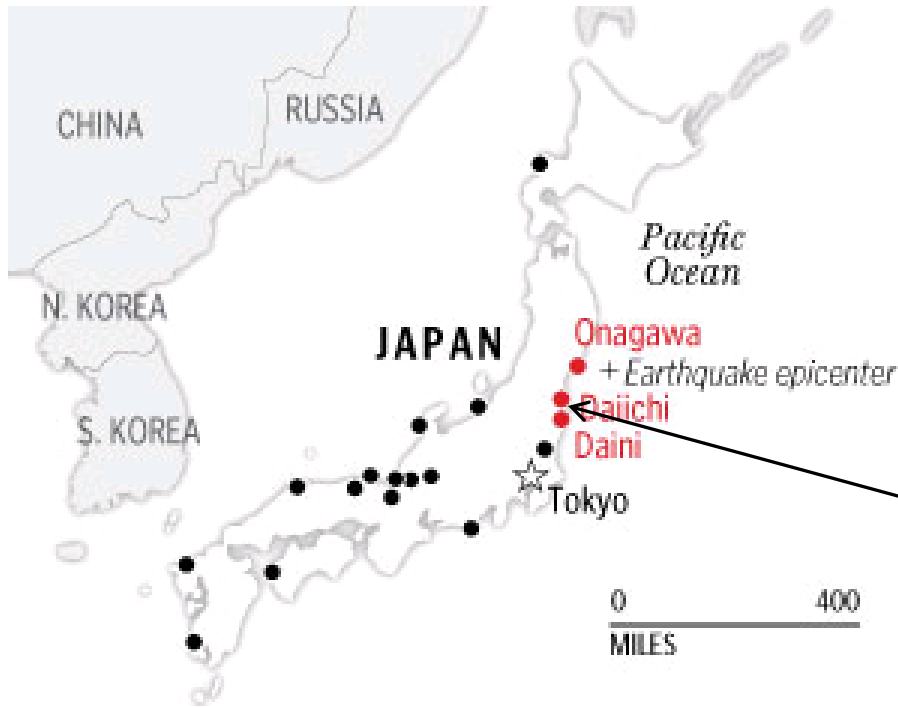 RUSSIA
CHINA
Pacific
Ocean
N. KOREA
JAPAN
Onagawa
+ Earthquake epicenter
Daiichi
S. KOREA
Daini
Tokyo
0 400
MILES